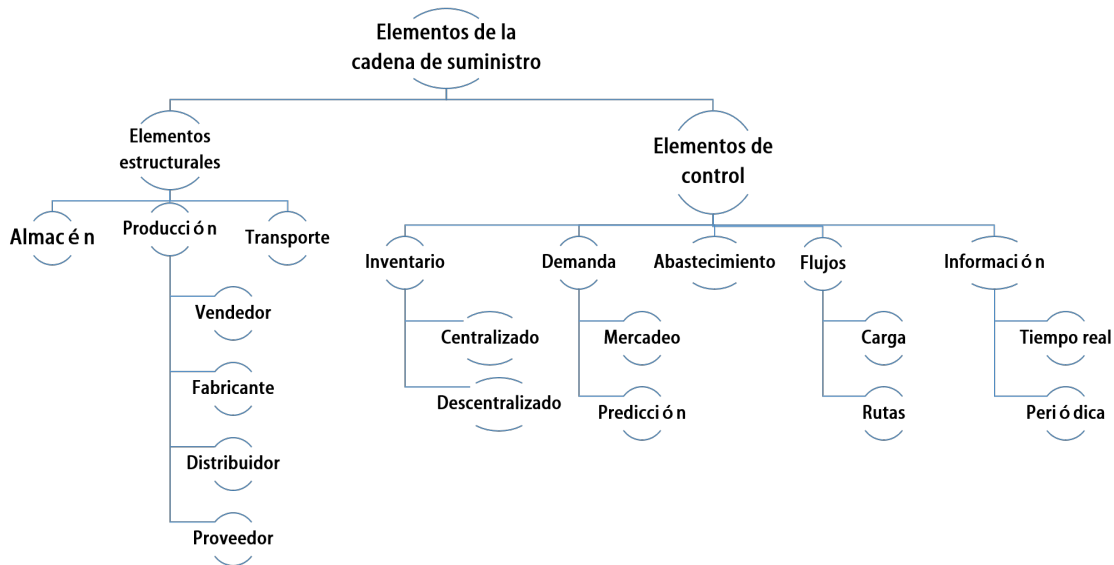 Elementos de la
cadena de suministro
Elementos
estructurales
Elementos de
control
Almac é n
Producci ó n
Transporte
Inventario
Demanda
Abastecimiento
Flujos
Informaci ó n
Vendedor
Fabricante
Distribuidor
Proveedor
Centralizado
Descentralizado
Mercadeo
Predicci ó n
Carga
Rutas
Tiempo real
Peri ó dica